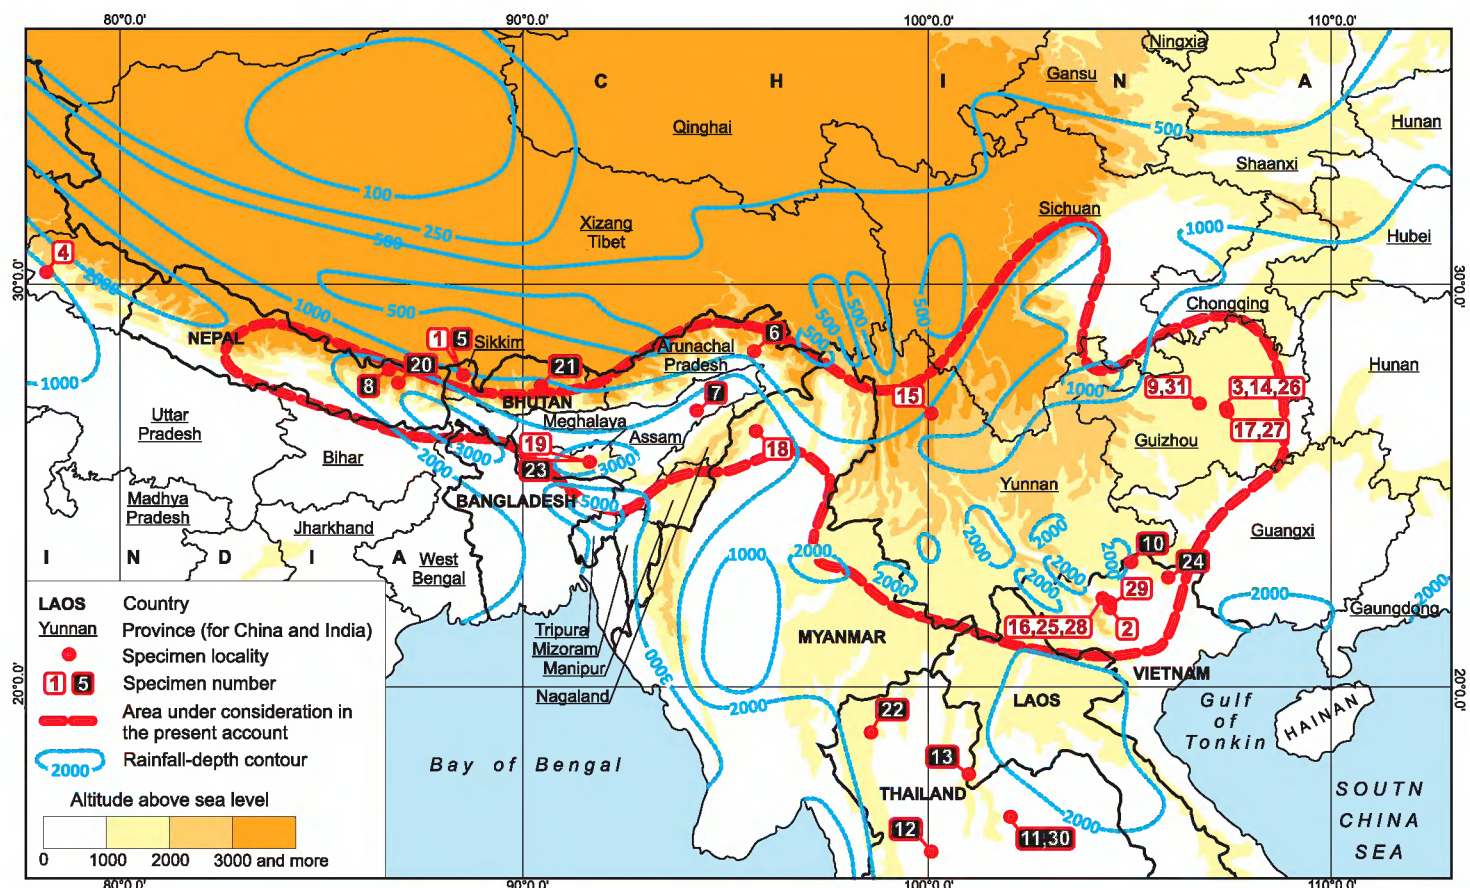 80°0.0'
90°0.0'
100°0.0'
110°0.0'
Ningxia
Gansu
C H I N A
500
Hunan
Qinghai
Shaanxi
100
250
500
Xizang
Tibet
Sichuan
1000
Hubei
4
2000
30°0.0'
30°0.0'
1000
500
500
500
500
500
Chongqing
NEPAL
1 5
Sikkim
6
Arunachal
Pradesh
Hunan
20
21
8
BHUTAN
7
15
1000
1000
9,31
3,14,26
17,27
Uttar
Pradesh
Meghalaya
Assam
19
18
Guizhou
Bihar
3000
2000
3000
23
Yunnan
Madhya
Pradesh
BANGLADESH
5000
Jharkhand
Guangxi
2000
2000
I N D I A
West
Bengal
1000
2000
2000
2000
2000
2000
10
24
29
2000
2000
Gaungdong
16,25,28
2
LAOS
Country
Yunnan
Province (for China and India)
Specimen locality
1 5
Specimen number
Area under consideration in
the present account
2000
Rainfall-depth contour
Altitude above sea level
0 1000 2000 3000 and more
Tripura
Mizoram
Manipur
Nagaland
3000
MYANMAR
VIETNAM
20°0.0'
20°0.0'
LAOS
2000
22
Gulf
of
Tonkin
HAINAN
Bay of Bengal
13
THAILAND
SOUTN
CHINA
SEA
12
11,30
2000
80°0.0'
90°0.0'
100°0.0'
110°0.0'